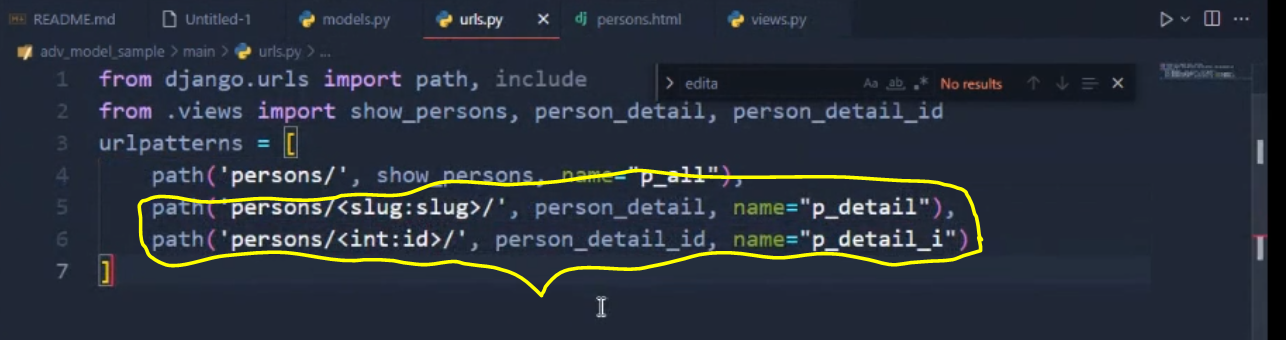 README.md Untitled-1 models.py urls.py dj persons.html views.py
adv_model_sample > main > urls.py > ...
> edita Aa ab .* No results
1 from django.urls import path, include
2 from .views import show_persons, person_detail, person_detail_id
3 urlpatterns = [
4 path('persons/', show_persons, name="p_all"),
5 path('persons/<slug:slug>/', person_detail, name="p_detail"),
6 path('persons/<int:id>/', person_detail_id, name="p_detail_i")
7 ]